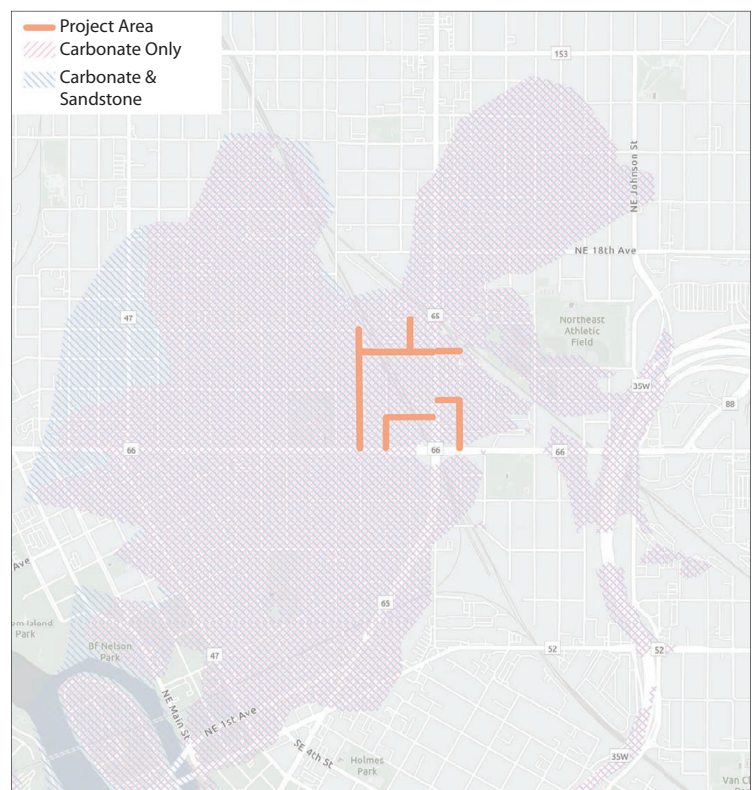 Project Area
Carbonate Only
Carbonate &
Sandstone
153
NE Johnson St
NE 18th Ave
47
65
Northeast
Athletic
Field
35W
88
66
66
66
Ave
65
Island
Park
BF Nelson
Park
47
52
52
NE Main St
NE 1st Ave
SE 4th St
Holmes
Park
35W
Van